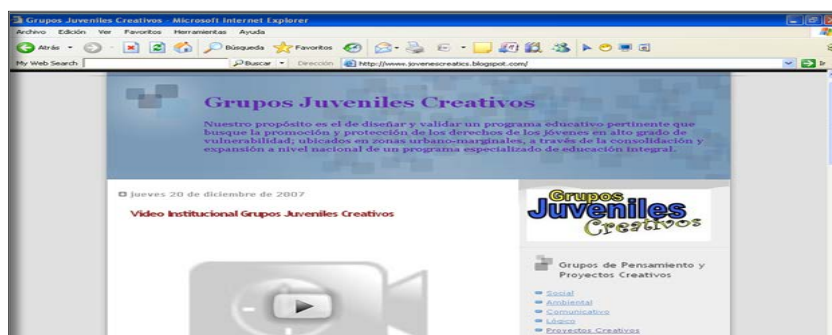 Grupos Juveniles Creativos - Microsoft Internet Explorer
Archivo Edición Ver Favoritos Herramientas Ayuda
Atrás Búsqueda Favoritos
My Web Search Buscar Dirección http://www.jovenescreatics.blogspot.com/ Ir
Grupos Juveniles Creativos
Nuestro propósito es el de diseñar y validar un programa educativo pertinente que
busque la promoción y protección de los derechos de los jóvenes en alto grado de
vulnerabilidad; ubicados en zonas urbano-marginales, a través de la consolidación y
expansión a nivel nacional de un programa especializado de educación integral.
jueves 20 de diciembre de 2007
Video Institucional Grupos Juveniles Creativos
Grupos
Juveniles
Creativos
Grupos de Pensamiento y
Proyectos Creativos
Social
Ambiental
Comunicativo
Lógico
Proyectos Creativos